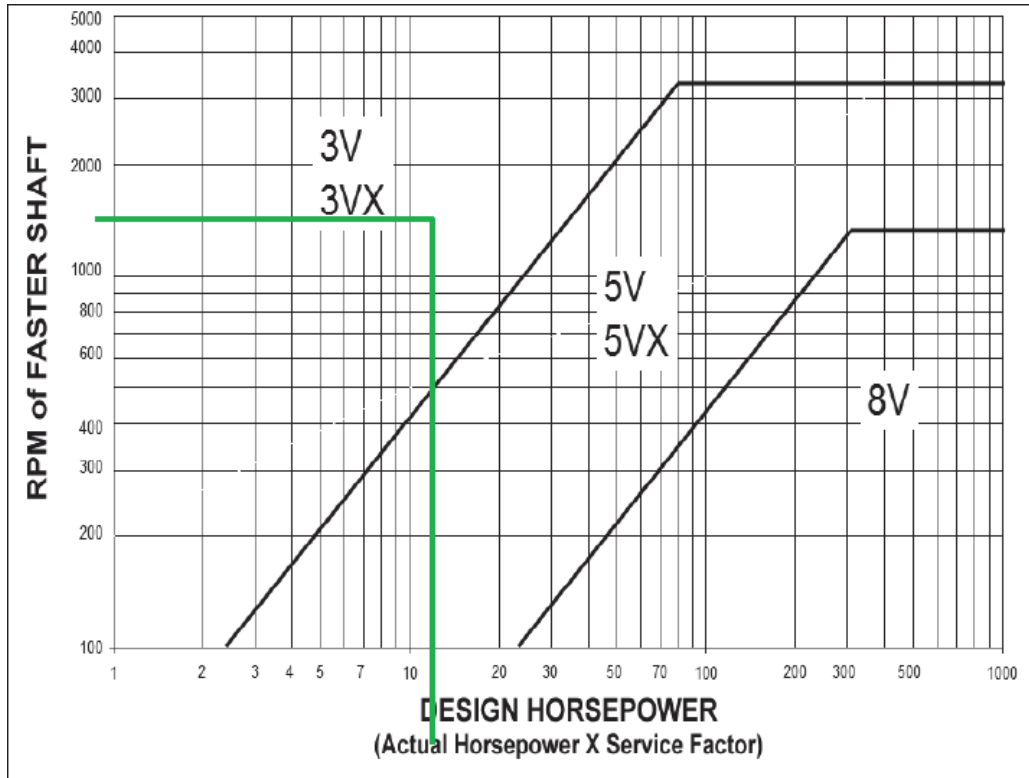 5000
4000
3000
2000
1000
800
600
400
300
200
100
RPM of FASTER SHAFT
3V
3VX
5V
5VX
8V
1 2 3 4 5 7 10 20 30 50 70 100 200 300 500 1000
DESIGN HORSEPOWER
(Actual Horsepower X Service Factor)